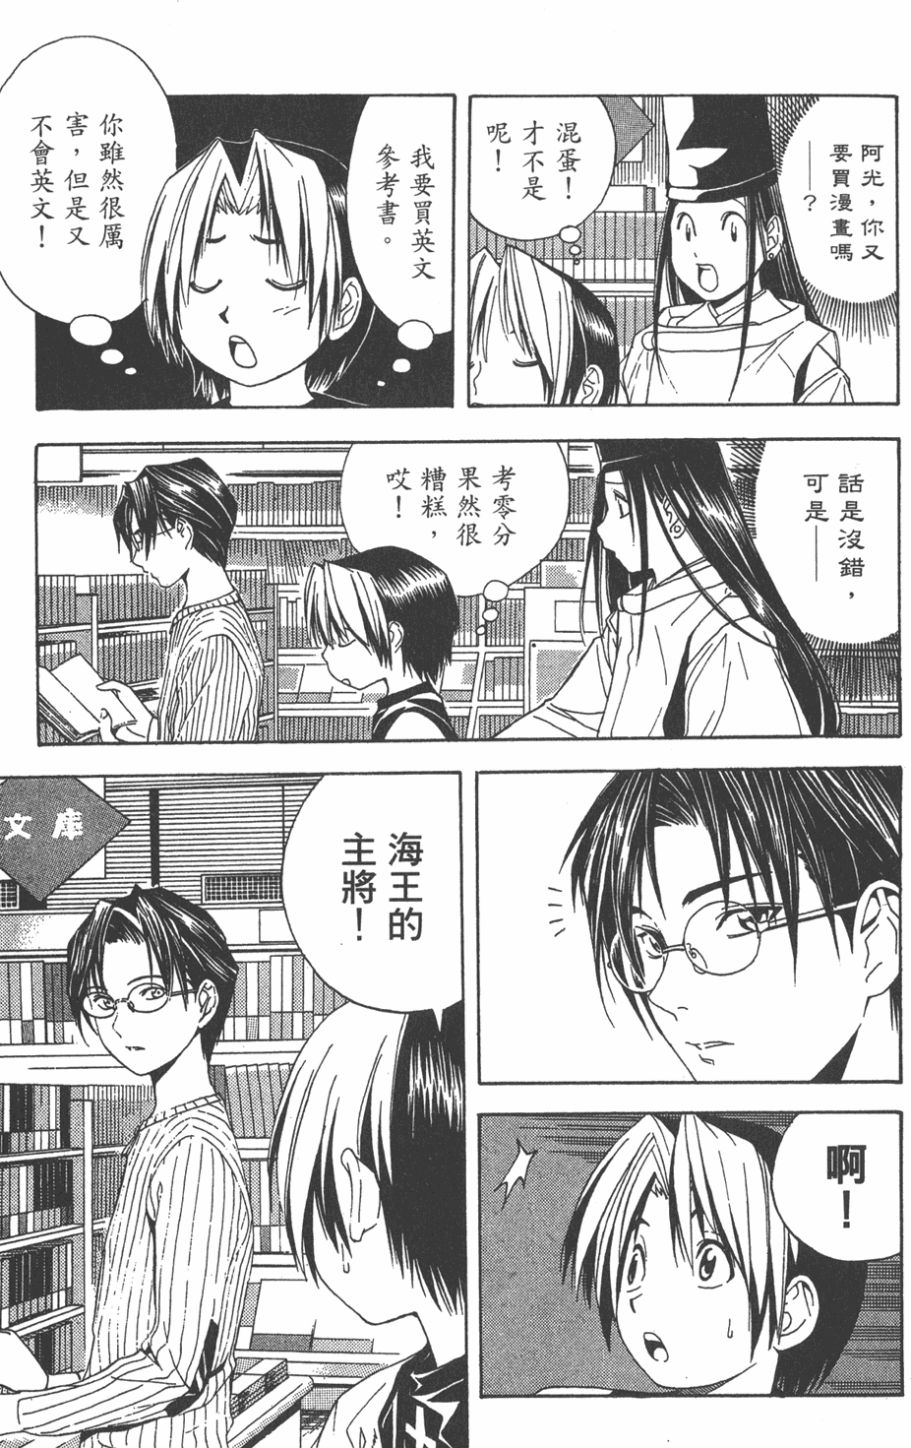 阿光，你又
要買漫畫嗎
——？
混蛋！
才不是
呢！
我要買英文
參考書。
你雖然很厲
害，但是又
不會英文！
話是沒錯，
可是——
考零分
果然很
糟糕，
哎！
啊！
海王的
主將！
文庫